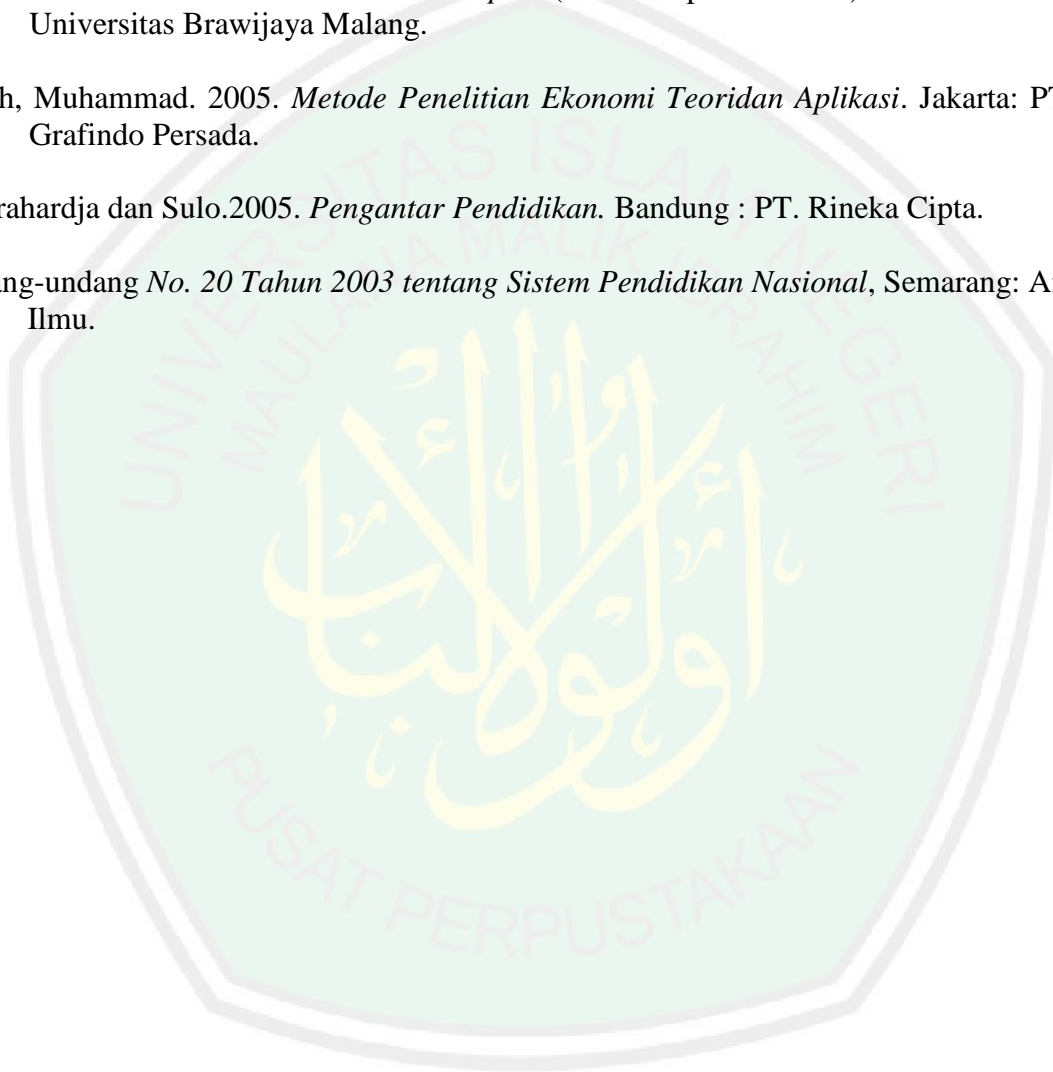 Universitas Brawijaya Malang.
h, Muhammad. 2005. Metode Penelitian Ekonomi Teoridan Aplikasi. Jakarta: PT
Grafindo Persada.
rahardja dan Sulo.2005. Pengantar Pendidikan. Bandung : PT. Rineka Cipta.
ang-undang No. 20 Tahun 2003 tentang Sistem Pendidikan Nasional, Semarang:
Ilmu.
UNIVERSITAS ISLAM NEGERI
MAULANA MALIK IBRAHIM
أولوا الألباب
PUSAT PERPUSTAKAAN